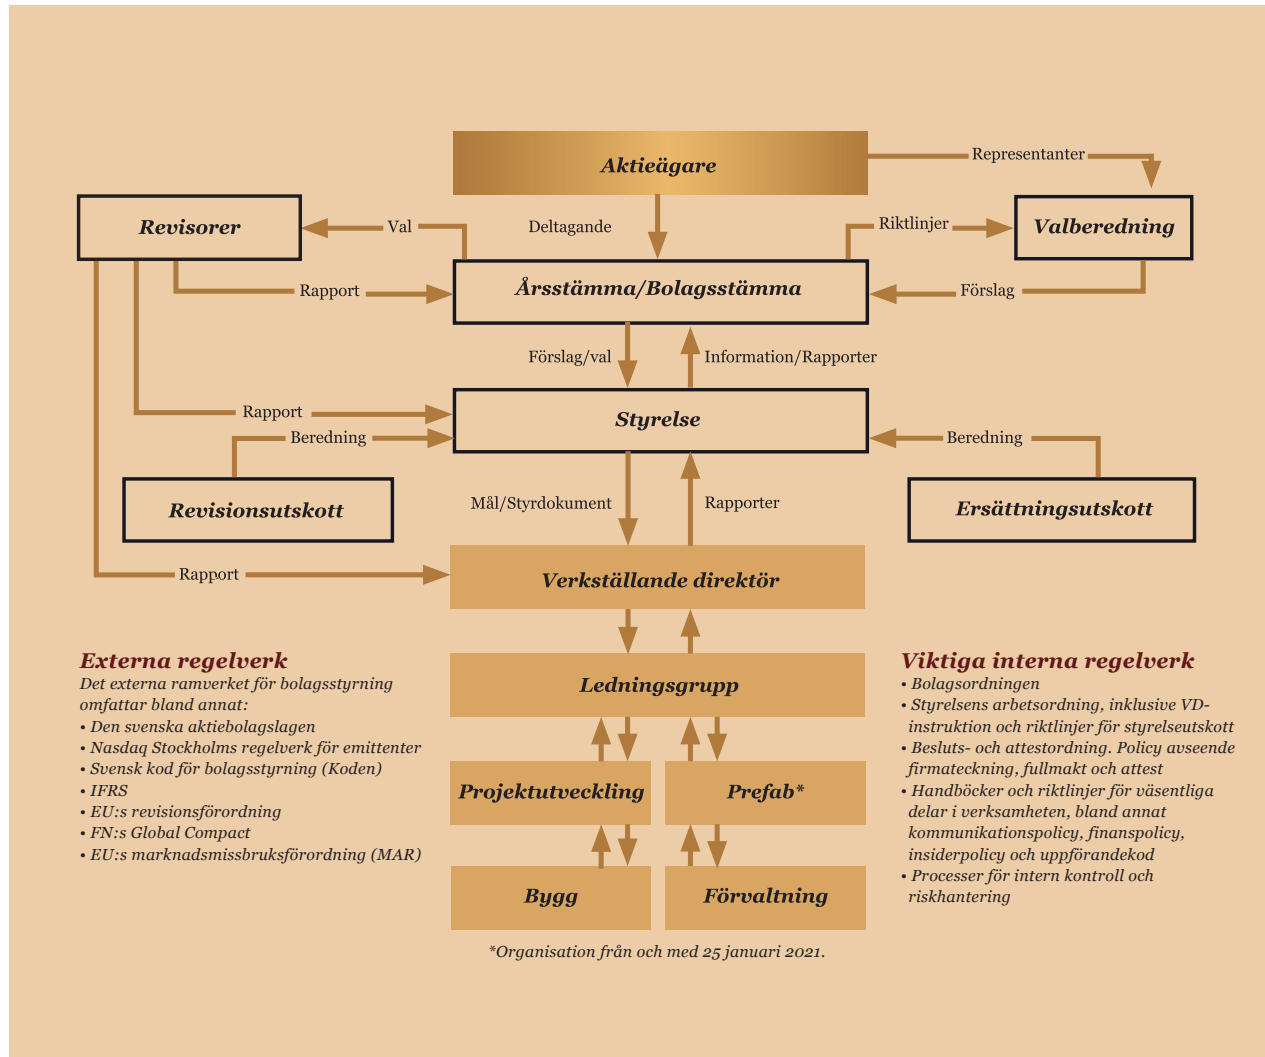 Aktieägare
Representanter
Revisorer
Val
Deltagande
Riktlinjer
Valberedning
Rapport
Årsstämma/Bolagsstämma
Förslag
Förslag/val
Information/Rapporter
Rapport
Styrelse
Beredning
Beredning
Revisionsutskott
Mål/Styrdokument
Rapporter
Ersättningsutskott
Rapport
Verkställande direktör
Ledningsgrupp
Projektutveckling
Prefab*
Bygg
Förvaltning
*Organisation från och med 25 januari 2021.
Externa regelverk
Det externa ramverket för bolagsstyrning
omfattar bland annat:
• Den svenska aktiebolagslagen
• Nasdaq Stockholms regelverk för emittenter
• Svensk kod för bolagsstyrning (Koden)
• IFRS
• EU:s revisionsförordning
• FN:s Global Compact
• EU:s marknadsmissbruksförordning (MAR)
Viktiga interna regelverk
• Bolagsordningen
• Styrelsens arbetsordning, inklusive VD-
instruktion och riktlinjer för styrelseutskott
• Besluts- och attestordning. Policy avseende
firmateckning, fullmakt och attest
• Handböcker och riktlinjer för väsentliga
delar i verksamheten, bland annat
kommunikationspolicy, finanspolicy,
insiderpolicy och uppförandekod
• Processer för intern kontroll och
riskhantering